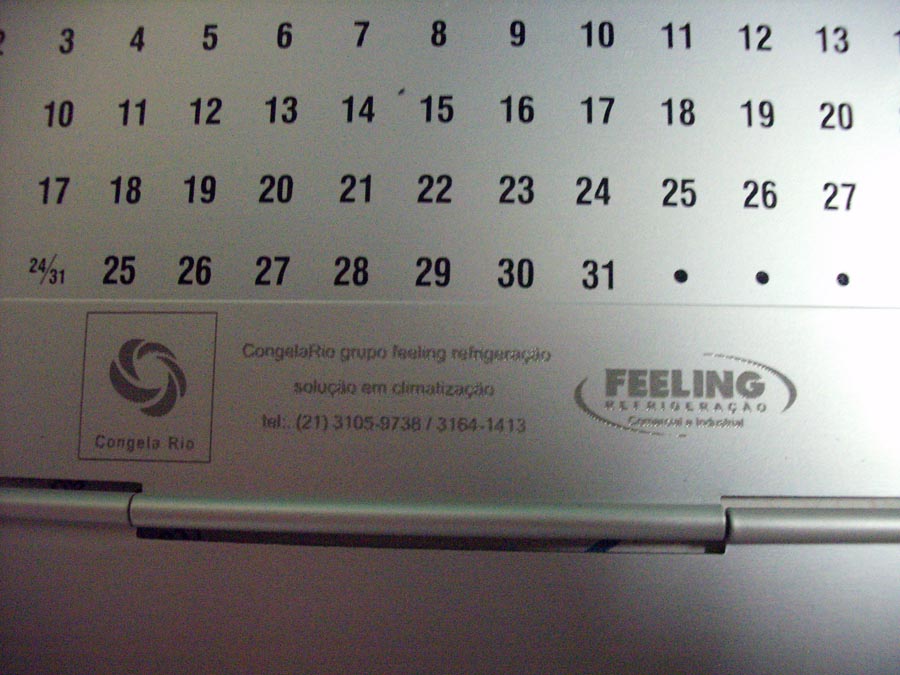 3 4 5 6 7 8 9 10 11 12 13
10 11 12 13 14 15 16 17 18 19 20
17 18 19 20 21 22 23 24 25 26 27
24/31 25 26 27 28 29 30 31 • • •
CongelaRio grupo feeling refrigeração
solução em climatização
tel:. (21) 3105-9738 / 3164-1413
Congela Rio
FEELING
REFRIGERAÇÃO
Comercial e Industrial